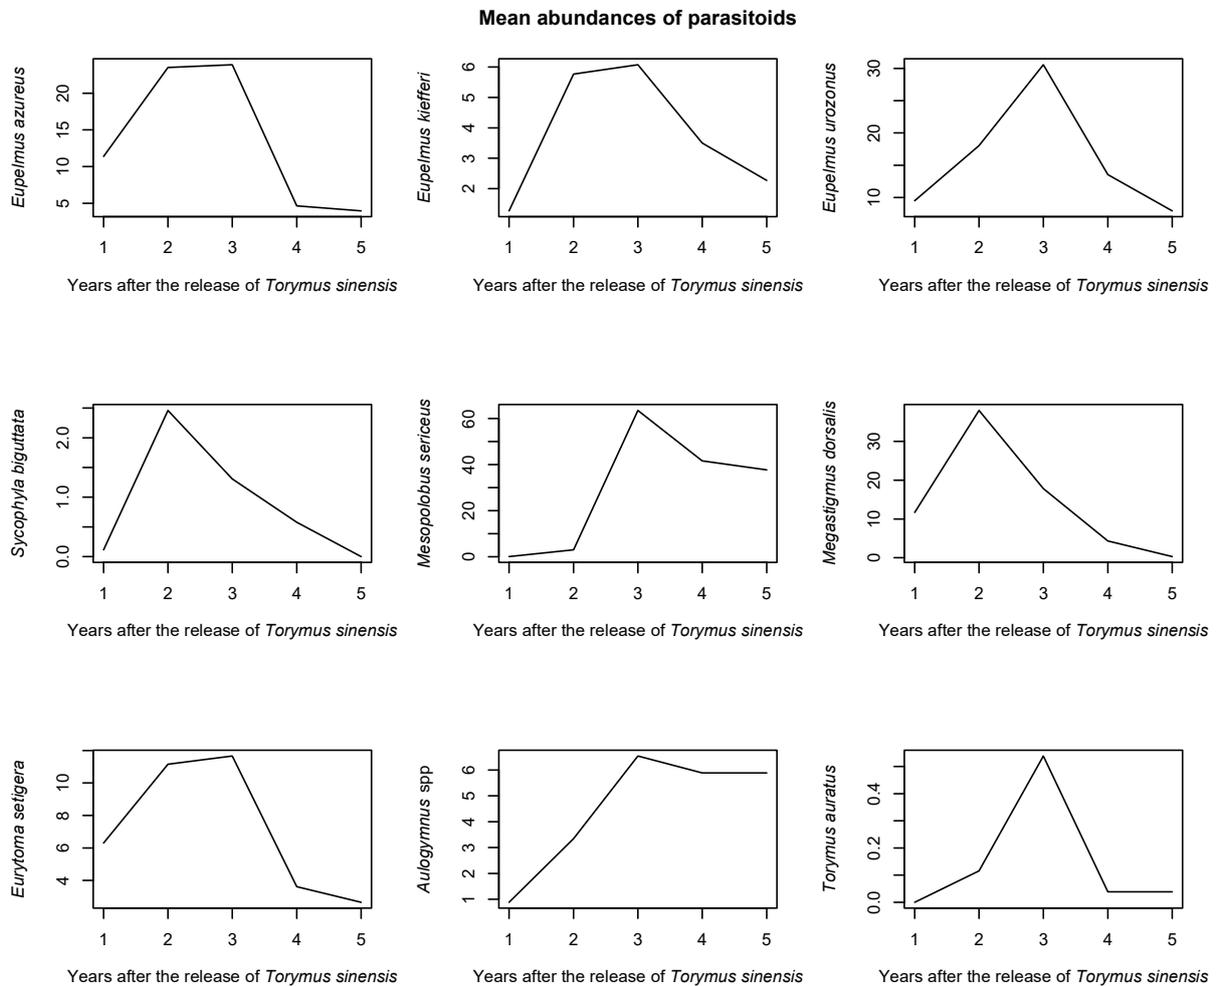 Mean abundances of parasitoids
Eupelmus azureus
5 10 15 20
1 2 3 4 5
Years after the release of Torymus sinensis
Eupelmus kiefferi
2 3 4 5 6
1 2 3 4 5
Years after the release of Torymus sinensis
Eupelmus urozonus
10 20 30
1 2 3 4 5
Years after the release of Torymus sinensis
Sycophyla biguttata
0.0 1.0 2.0
1 2 3 4 5
Years after the release of Torymus sinensis
Mesopolobus sericeus
0 20 40 60
1 2 3 4 5
Years after the release of Torymus sinensis
Megastigmus dorsalis
0 10 20 30
1 2 3 4 5
Years after the release of Torymus sinensis
Eurytoma setigera
4 6 8 10
1 2 3 4 5
Years after the release of Torymus sinensis
Aulogymnus spp
1 2 3 4 5 6
1 2 3 4 5
Years after the release of Torymus sinensis
Torymus auratus
0.0 0.2 0.4
1 2 3 4 5
Years after the release of Torymus sinensis